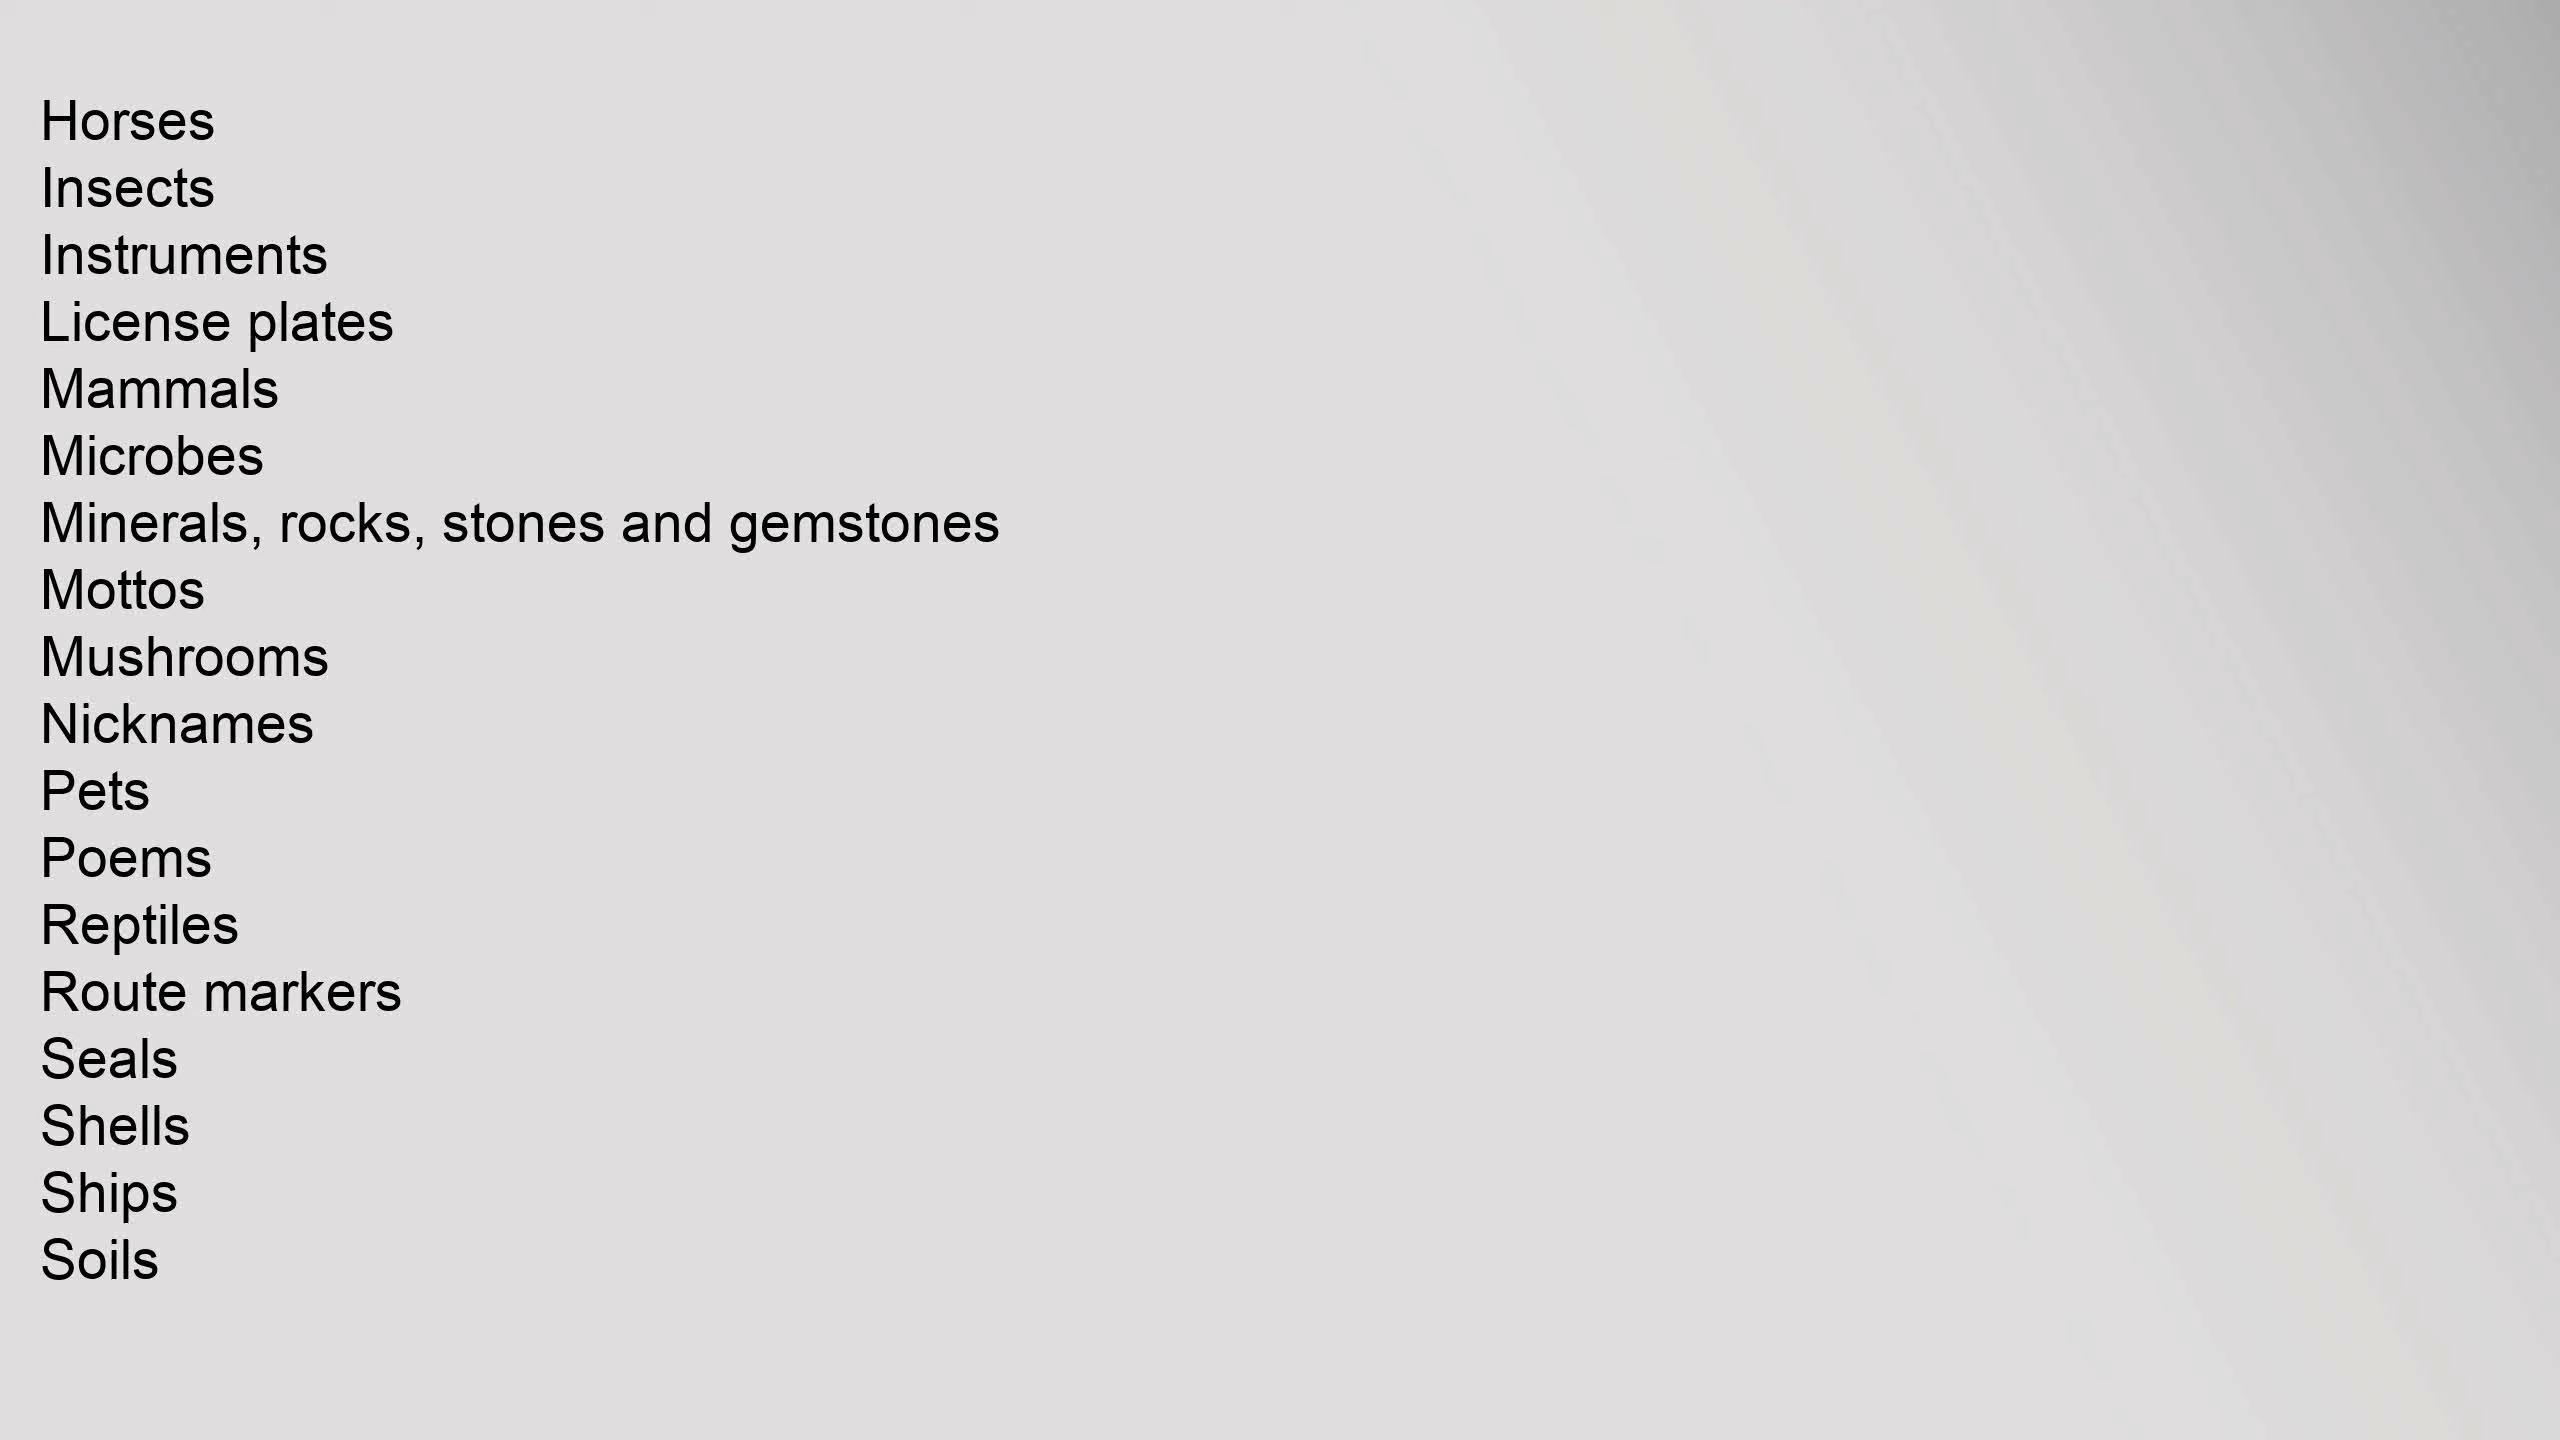 Horses
Insects
Instruments
License plates
Mammals
Microbes
Minerals, rocks, stones and gemstones
Mottos
Mushrooms
Nicknames
Pets
Poems
Reptiles
Route markers
Seals
Shells
Ships
Soils